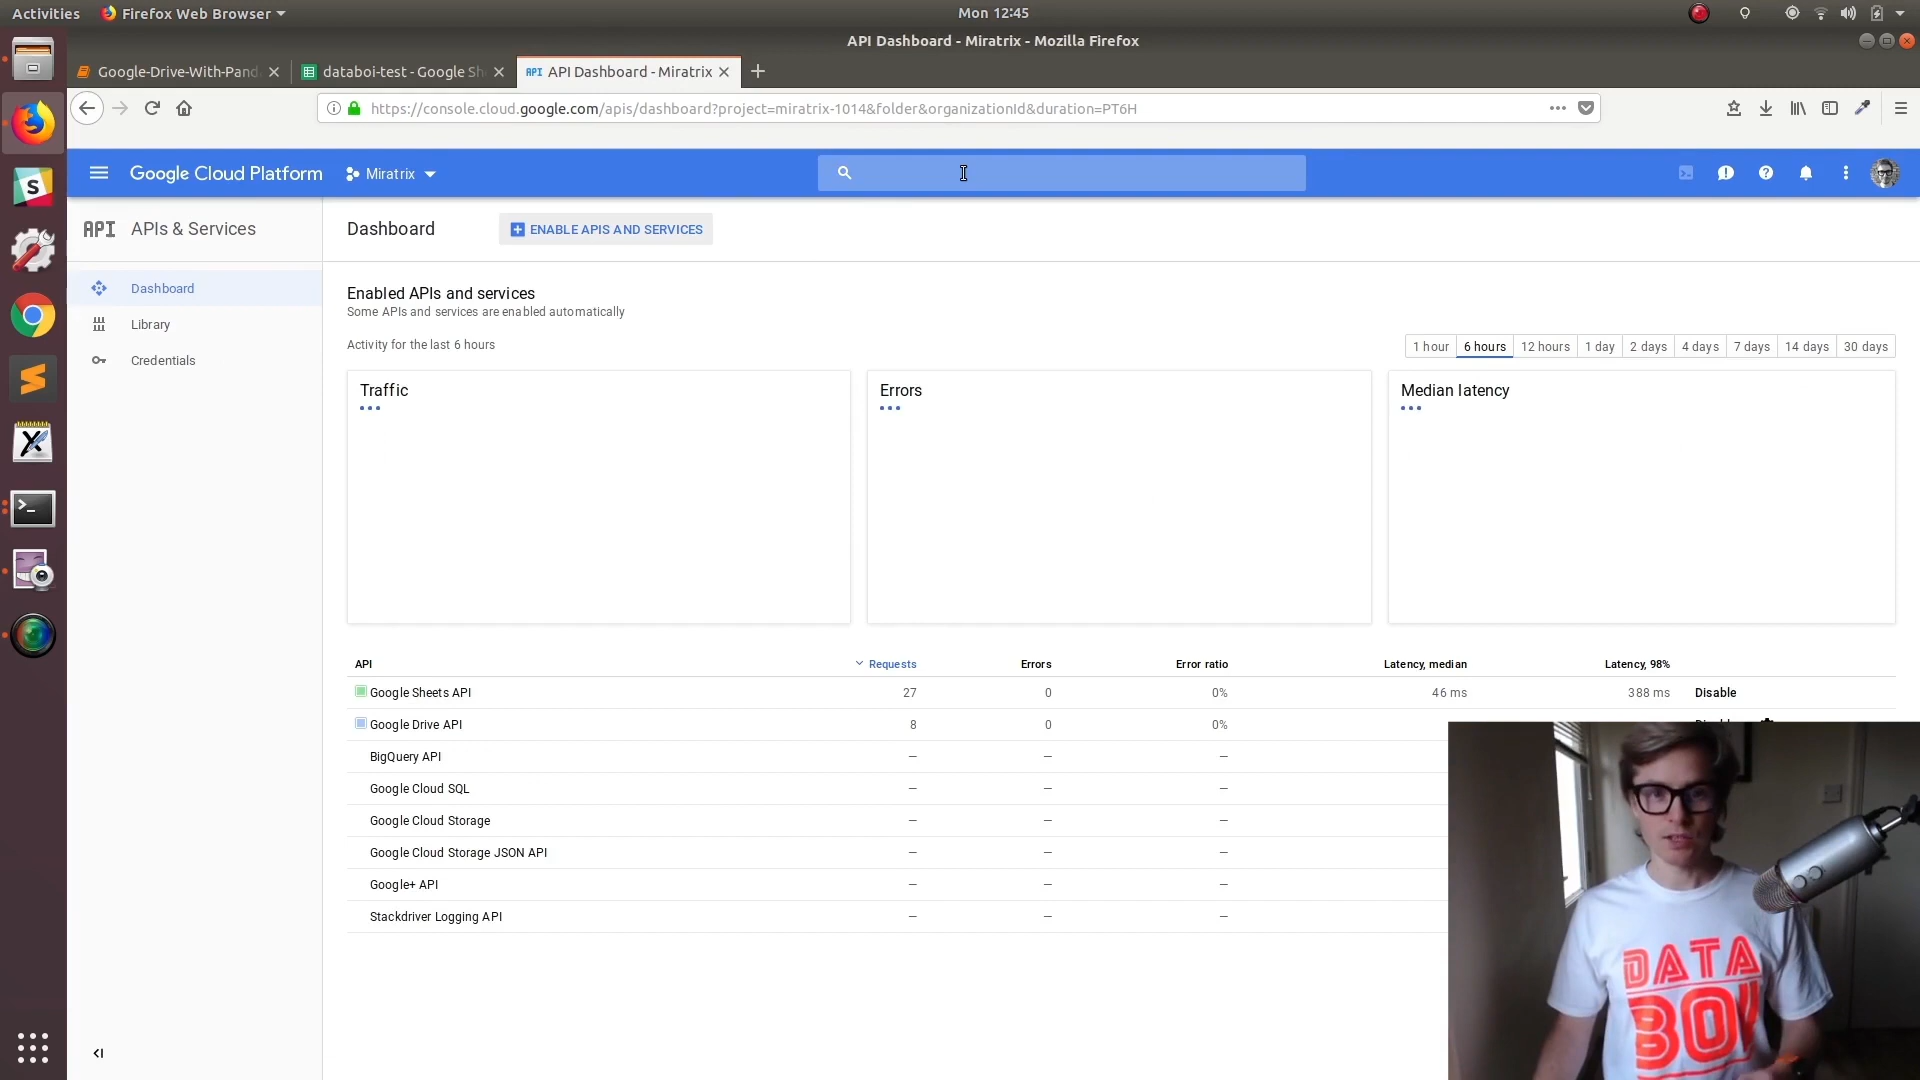 Activities
Firefox Web Browser
Mon 12:45
API Dashboard - Miratrix - Mozilla Firefox
Google-Drive-With-Pand
databoi-test - Google Sh
API API Dashboard - Miratrix
https://console.cloud.google.com/apis/dashboard?project=miratrix-1014&folder&organizationId&duration=PT6H
Google Cloud Platform
Miratrix
API APIs & Services
Dashboard
ENABLE APIS AND SERVICES
Dashboard
Library
Credentials
Enabled APIs and services
Some APIs and services are enabled automatically
Activity for the last 6 hours
1 hour 6 hours 12 hours 1 day 2 days 4 days 7 days 14 days 30 days
Traffic
Errors
Median latency
API Requests Errors Error ratio Latency, median Latency, 98%
Google Sheets API 27 0 0% 46 ms 388 ms Disable
Google Drive API 8 0 0%
BigQuery API — — —
Google Cloud SQL — — —
Google Cloud Storage — — —
Google Cloud Storage JSON API — — —
Google+ API — — —
Stackdriver Logging API — — —
DATA
BOI